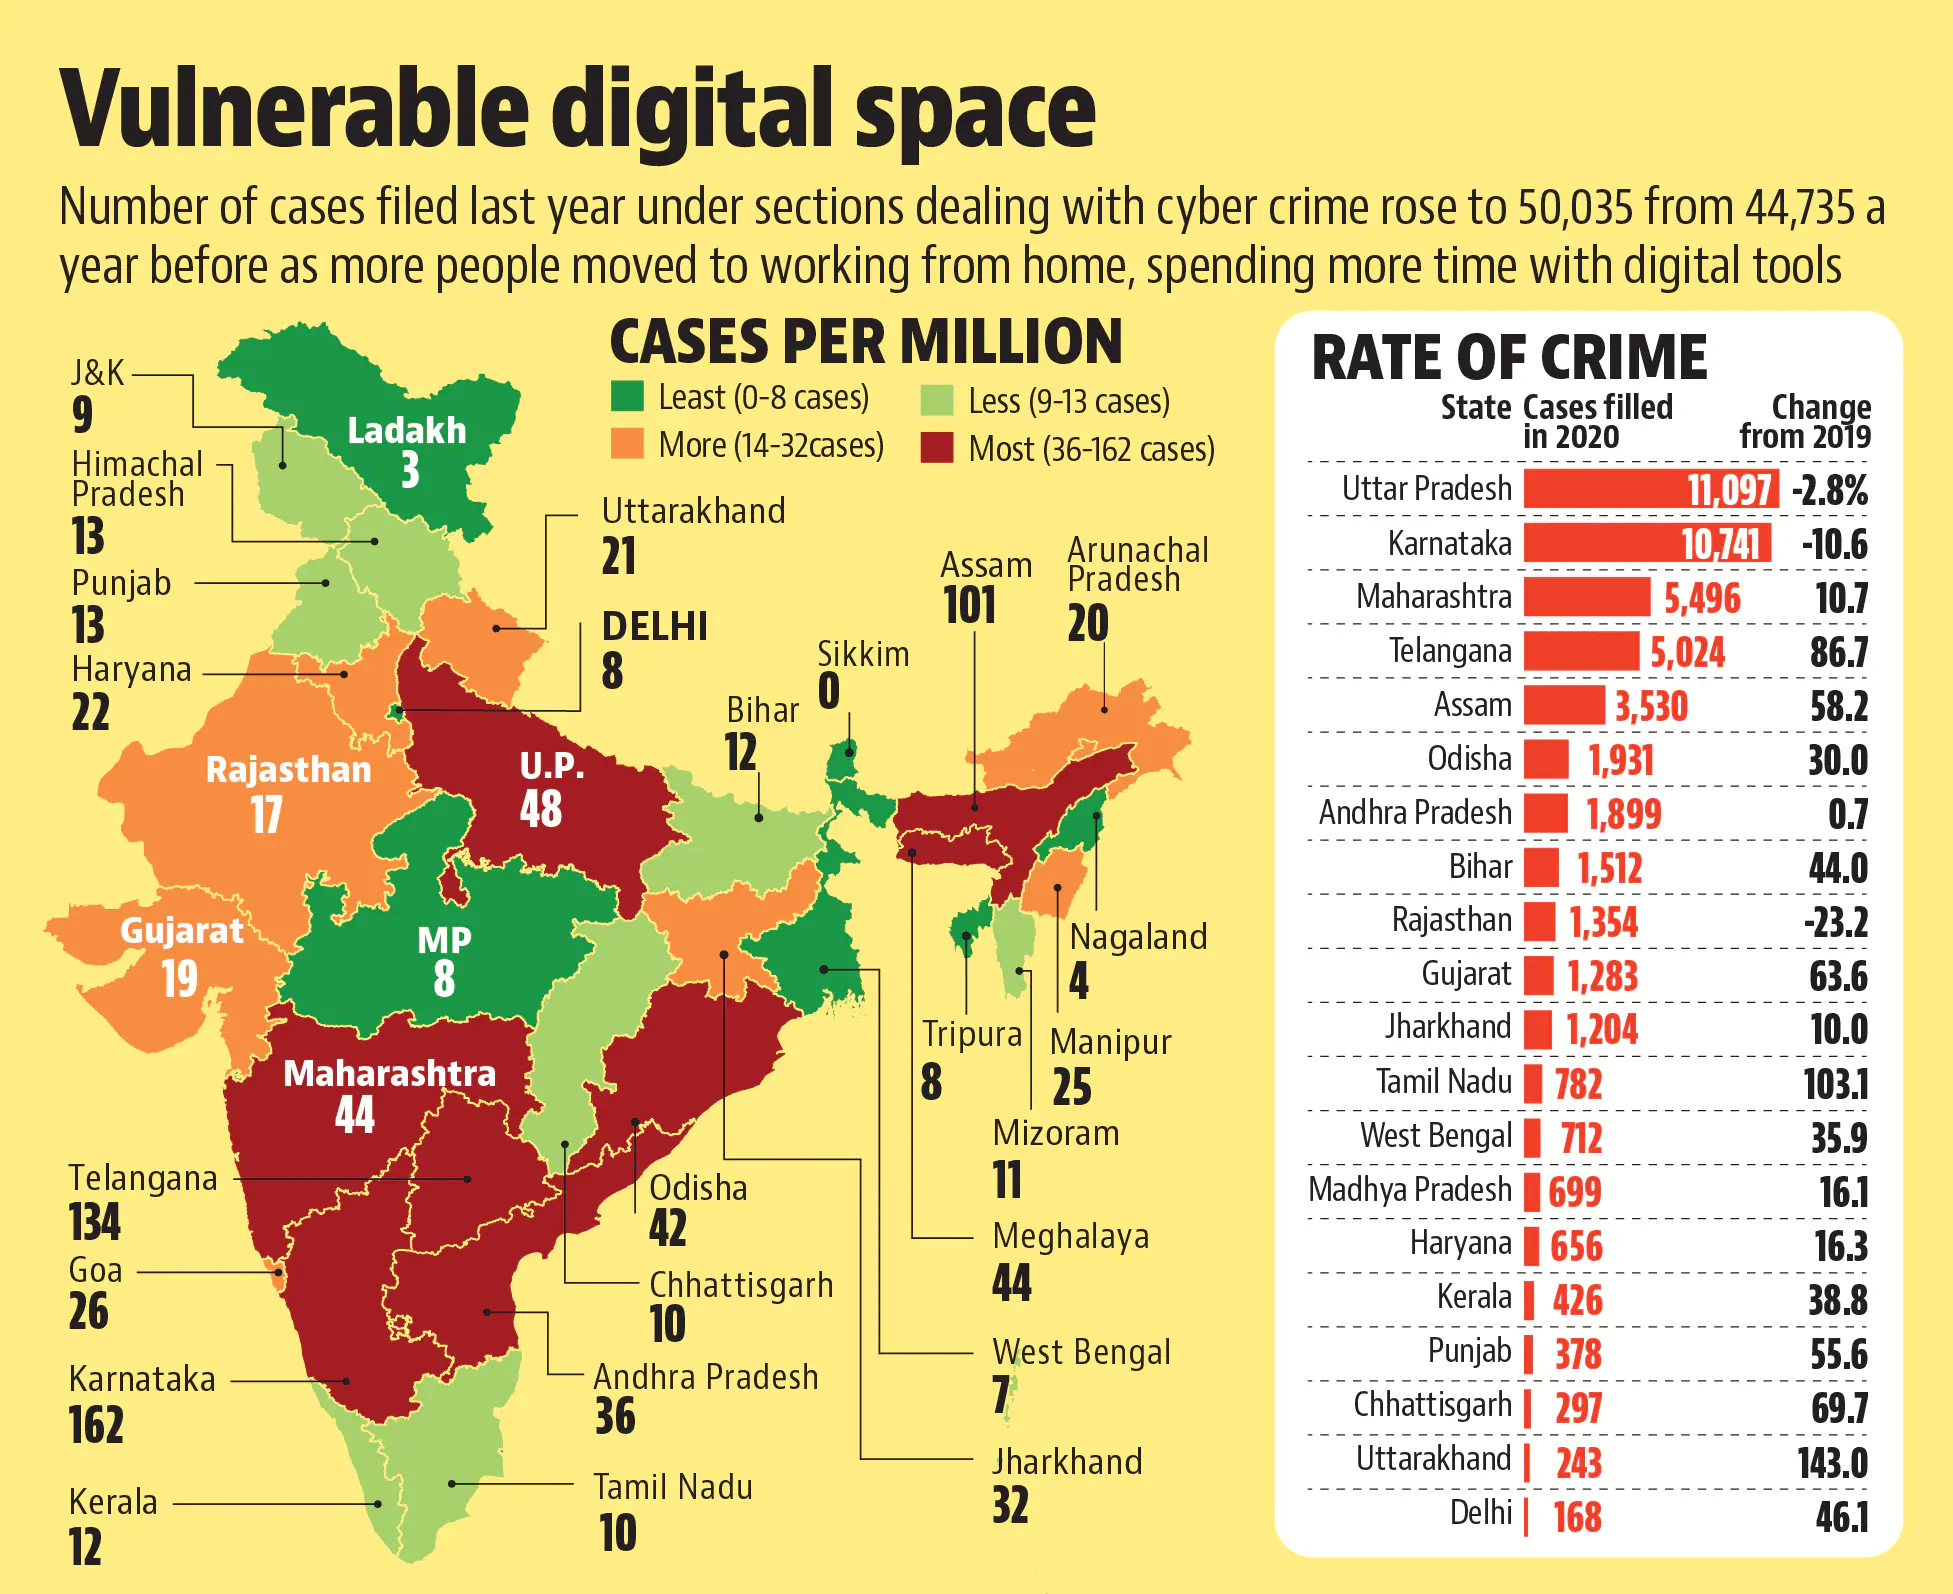 Vulnerable digital space
Number of cases filed last year under sections dealing with cyber crime rose to 50,035 from 44,735 a
year before as more people moved to working from home, spending more time with digital tools
CASES PER MILLION
Least (0-8 cases)
Less (9-13 cases)
More (14-32cases)
Most (36-162 cases)
J&K
9
Ladakh
3
Himachal
Pradesh
13
Punjab
13
Haryana
22
Uttarakhand
21
DELHI
8
Assam
101
Arunachal
Pradesh
20
Sikkim
0
Bihar
12
Rajasthan
17
U.P.
48
Gujarat
19
MP
8
Nagaland
4
Tripura
8
Manipur
25
Mizoram
11
Maharashtra
44
Telangana
134
Odisha
42
Meghalaya
44
Goa
26
Chhattisgarh
10
Karnataka
162
Andhra Pradesh
36
West Bengal
7
Kerala
12
Tamil Nadu
10
Jharkhand
32
RATE OF CRIME
State Cases filled Change
in 2020 from 2019
Uttar Pradesh 11,097 -2.8%
Karnataka 10,741 -10.6
Maharashtra 5,496 10.7
Telangana 5,024 86.7
Assam 3,530 58.2
Odisha 1,931 30.0
Andhra Pradesh 1,899 0.7
Bihar 1,512 44.0
Rajasthan 1,354 -23.2
Gujarat 1,283 63.6
Jharkhand 1,204 10.0
Tamil Nadu 782 103.1
West Bengal 712 35.9
Madhya Pradesh 699 16.1
Haryana 656 16.3
Kerala 426 38.8
Punjab 378 55.6
Chhattisgarh 297 69.7
Uttarakhand 243 143.0
Delhi 168 46.1